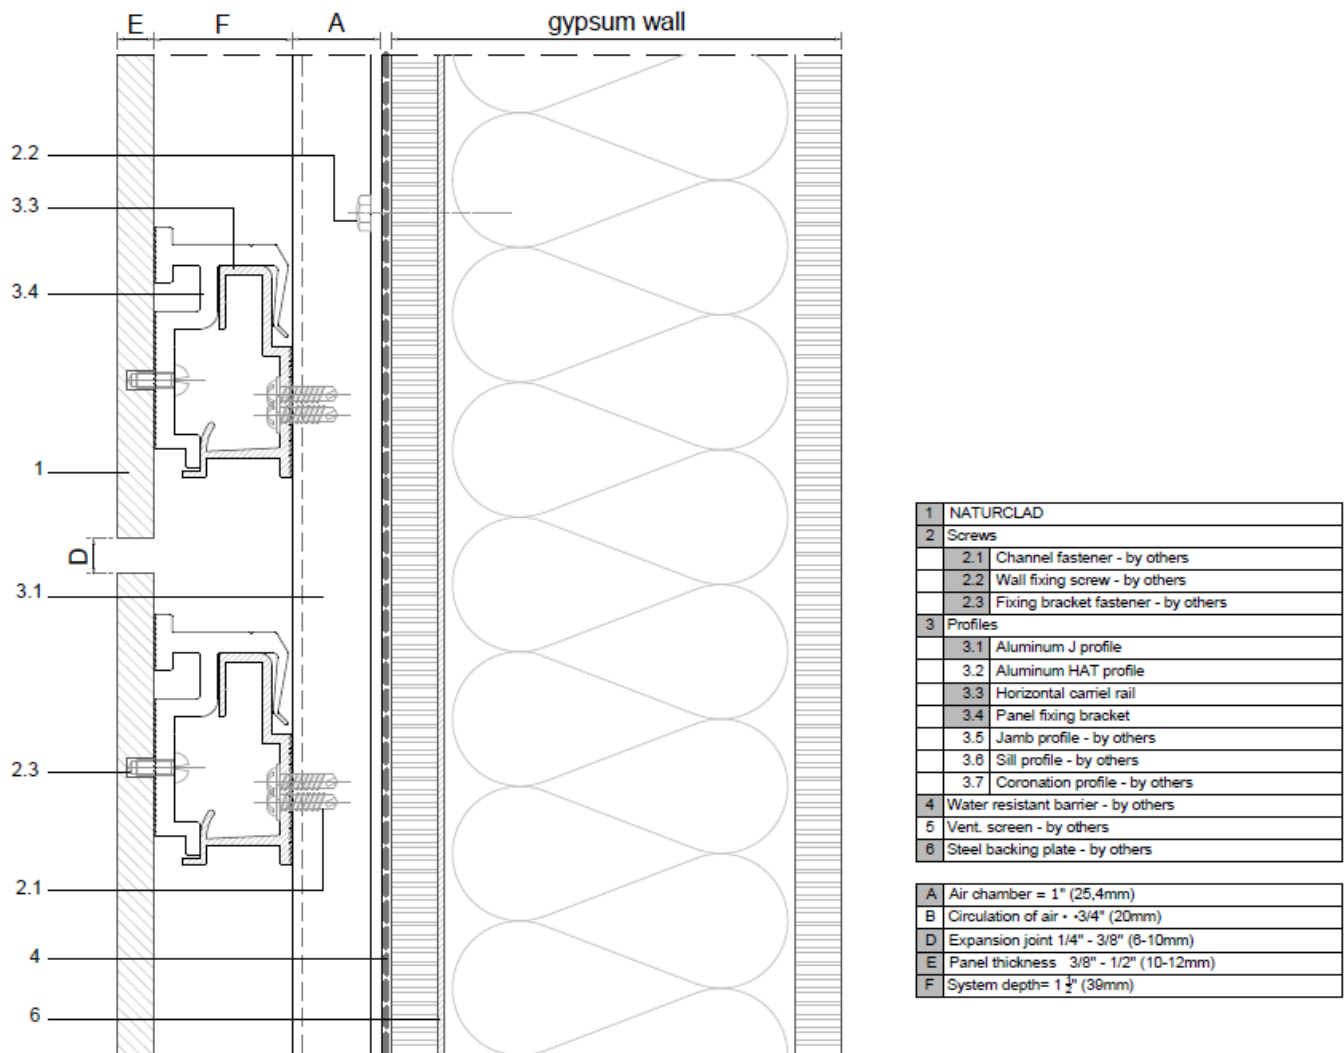 E F A gypsum wall
2.2
3.3
3.4
1
D
3.1
2.3
2.1
4
6
1 NATURCLAD
2 Screws
2.1 Channel fastener - by others
2.2 Wall fixing screw - by others
2.3 Fixing bracket fastener - by others
3 Profiles
3.1 Aluminum J profile
3.2 Aluminum HAT profile
3.3 Horizontal carriel rail
3.4 Panel fixing bracket
3.5 Jamb profile - by others
3.6 Sill profile - by others
3.7 Coronation profile - by others
4 Water resistant barrier - by others
5 Vent. screen - by others
6 Steel backing plate - by others
A Air chamber = 1" (25,4mm)
B Circulation of air • •3/4" (20mm)
D Expansion joint 1/4" - 3/8" (6-10mm)
E Panel thickness 3/8" - 1/2" (10-12mm)
F System depth= 1 1/2" (39mm)